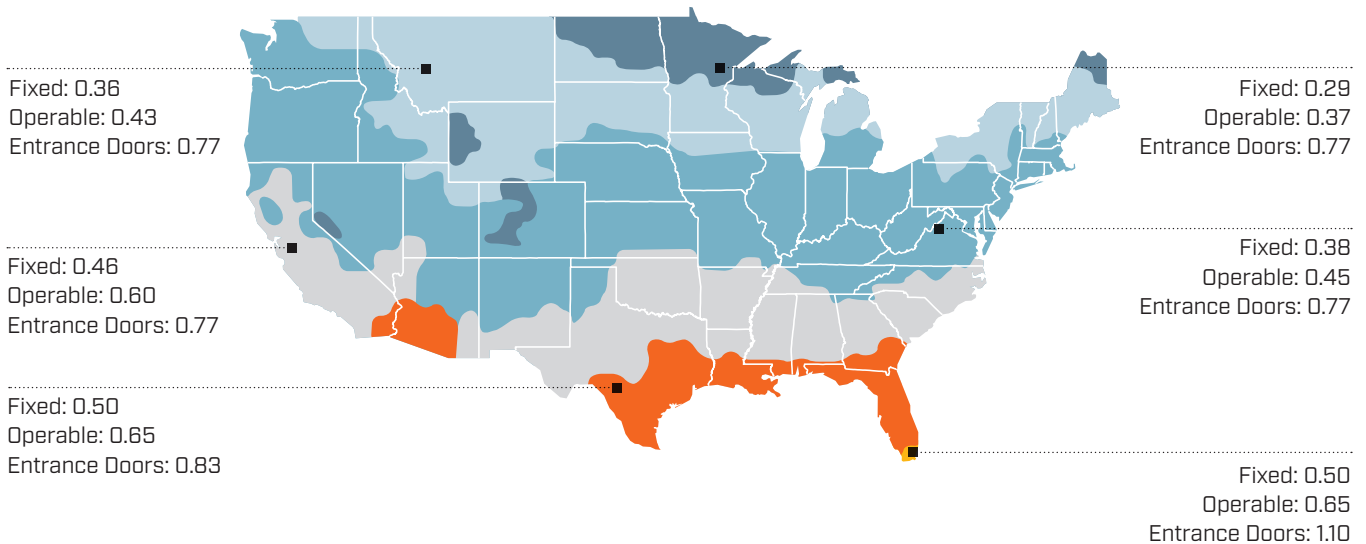 Fixed: 0.36
Operable: 0.43
Entrance Doors: 0.77
Fixed: 0.46
Operable: 0.60
Entrance Doors: 0.77
Fixed: 0.50
Operable: 0.65
Entrance Doors: 0.83
Fixed: 0.29
Operable: 0.37
Entrance Doors: 0.77
Fixed: 0.38
Operable: 0.45
Entrance Doors: 0.77
Fixed: 0.50
Operable: 0.65
Entrance Doors: 1.10